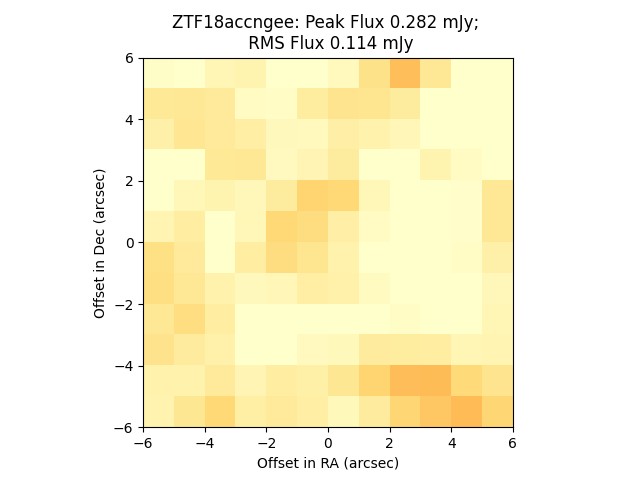 ZTF18accngee: Peak Flux 0.282 mJy;
RMS Flux 0.114 mJy
6
4
2
0
−2
−4
−6
Offset in Dec (arcsec)
−6 −4 −2 0 2 4 6
Offset in RA (arcsec)